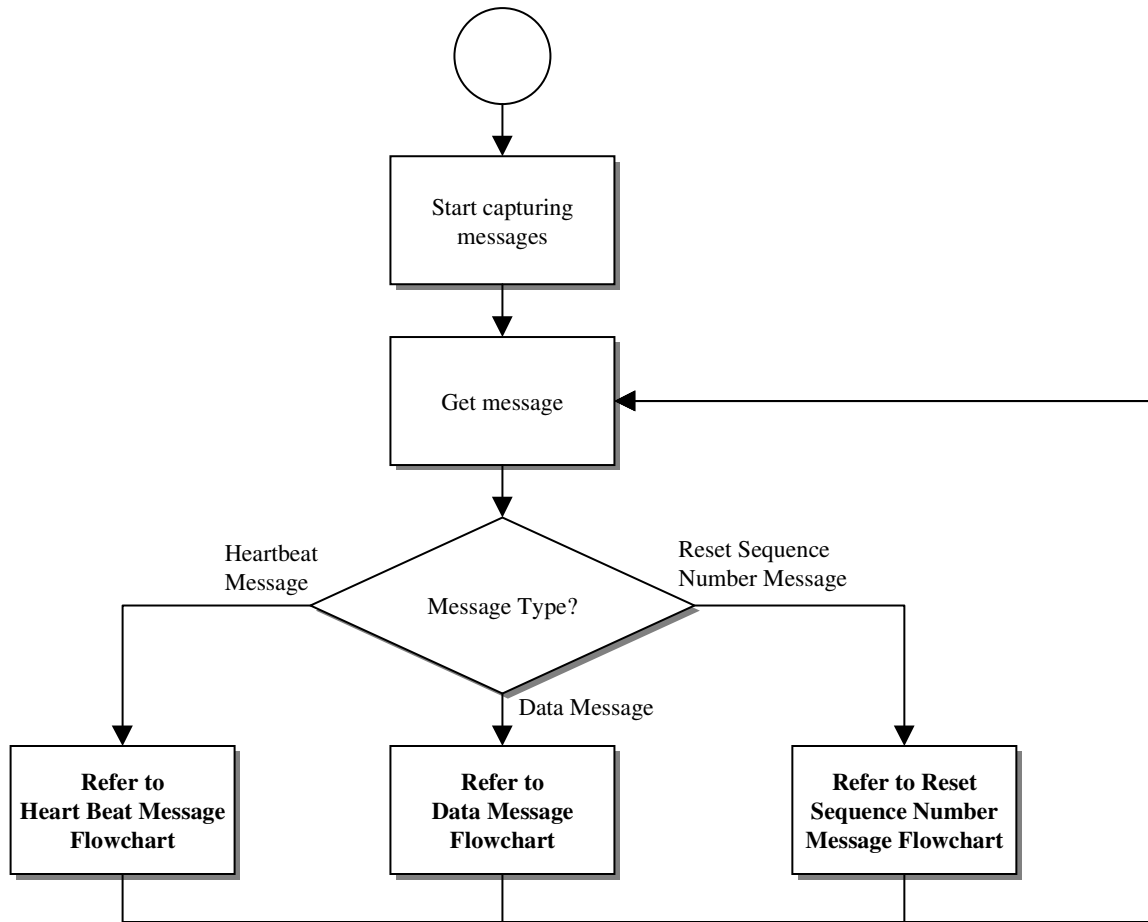 Start capturing
messages
Get message
Heartbeat
Message
Reset Sequence
Number Message
Message Type?
Data Message
Refer to
Heart Beat Message
Flowchart
Refer to
Data Message
Flowchart
Refer to Reset
Sequence Number
Message Flowchart